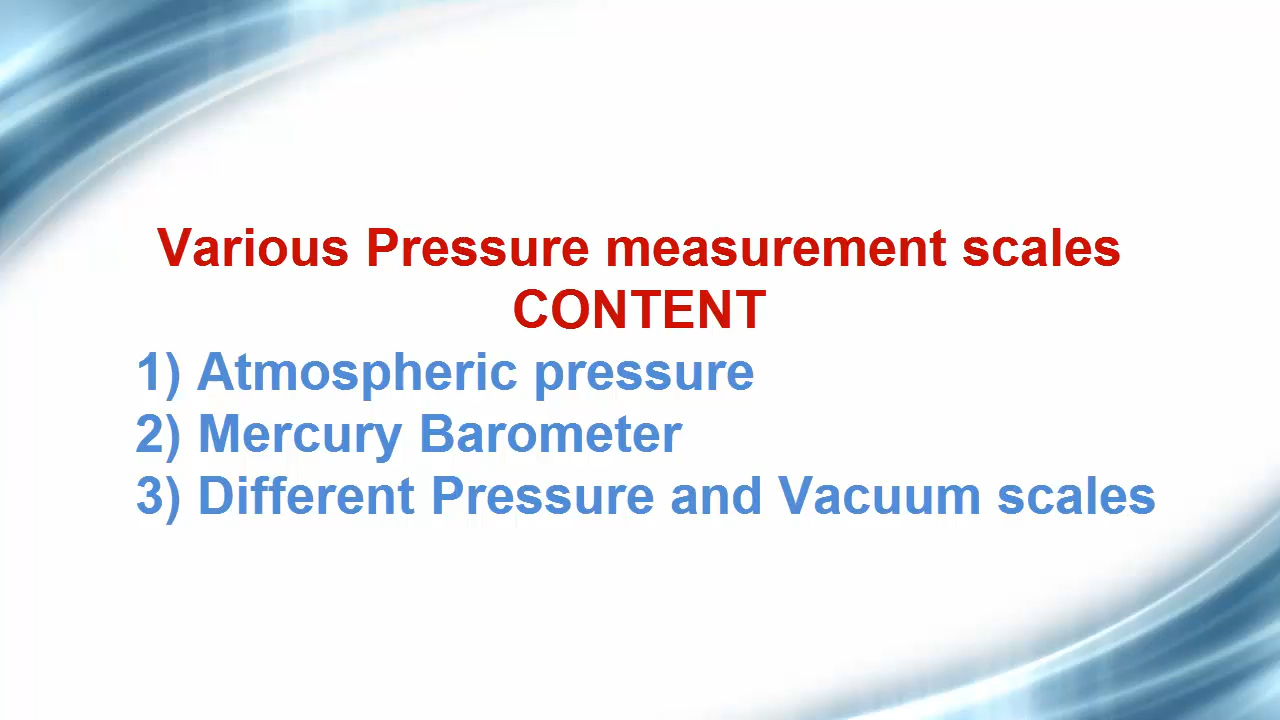 Various Pressure measurement scales
CONTENT
1) Atmospheric pressure
2) Mercury Barometer
3) Different Pressure and Vacuum scales